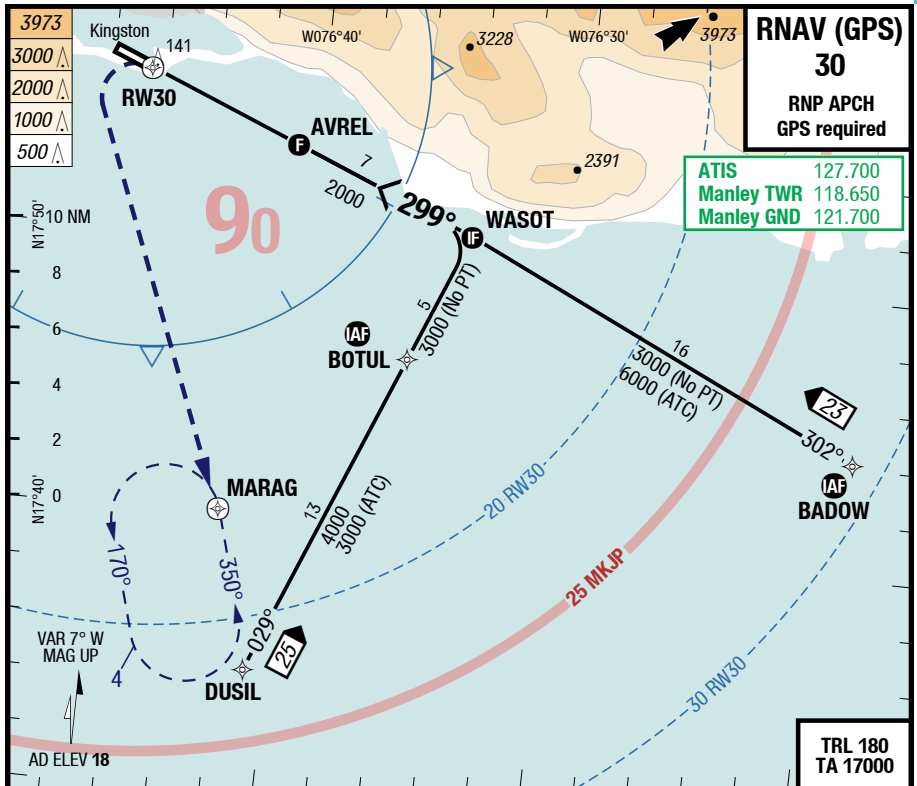 3973
3000
2000
1000
500
Kingston
141
RW30
W076°40'
3228
W076°30'
3973
RNAV (GPS)
30
RNP APCH
GPS required
ATIS 127.700
Manley TWR 118.650
Manley GND 121.700
F
AVREL
7
2000
299°
IF
WASOT
2391
90
N17°50'
10 NM
8
6
4
2
0
N17°40'
5
3000 (No PT)
IAF
BOTUL
16
3000 (No PT)
6000 (ATC)
23
302°
IAF
BADOW
MARAG
13
4000
3000 (ATC)
20 RW30
25 MKJP
30 RW30
170°
350°
4
029°
25
DUSIL
VAR 7° W
MAG UP
AD ELEV 18
TRL 180
TA 17000